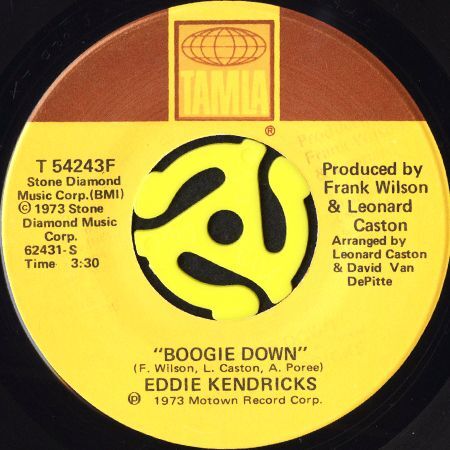 TAMLA
®
T 54243F
Stone Diamond
Music Corp.(BMI)
© 1973 Stone
Diamond Music
Corp.
62431-S
Time 3:30
Produced by
Frank Wilson
& Leonard
Caston
Arranged by
Leonard Caston
& David Van
DePitte
"BOOGIE DOWN"
(F. Wilson, L. Caston, A. Poree)
EDDIE KENDRICKS
℗ 1973 Motown Record Corp.